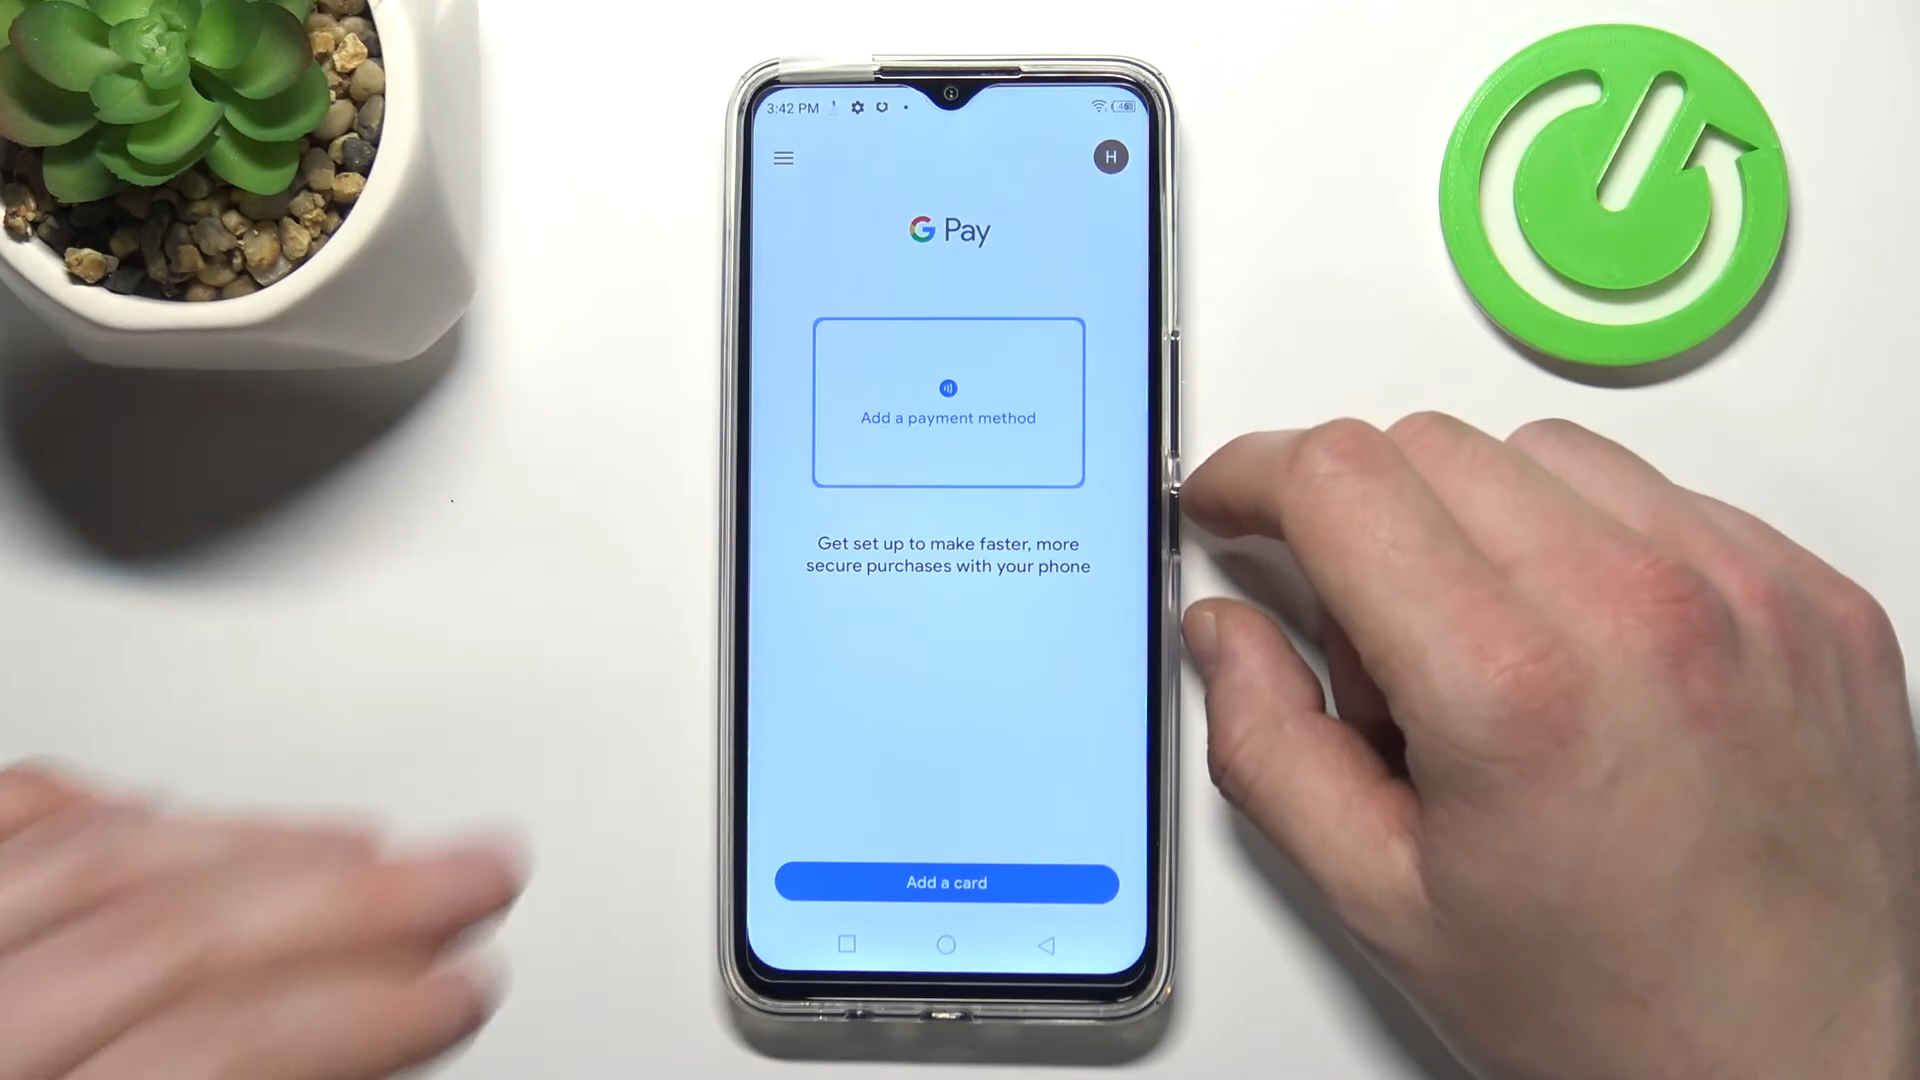 3:42 PM
H
G Pay
Add a payment method
Get set up to make faster, more
secure purchases with your phone
Add a card